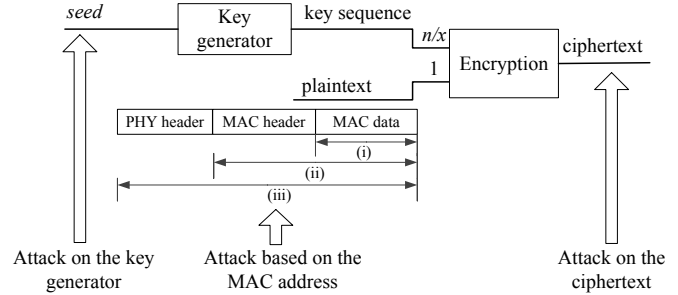 seed
Key
generator
key sequence
n/x
1
plaintext
Encryption
ciphertext
PHY header
MAC header
MAC data
(i)
(ii)
(iii)
Attack on the key
generator
Attack based on the
MAC address
Attack on the
ciphertext